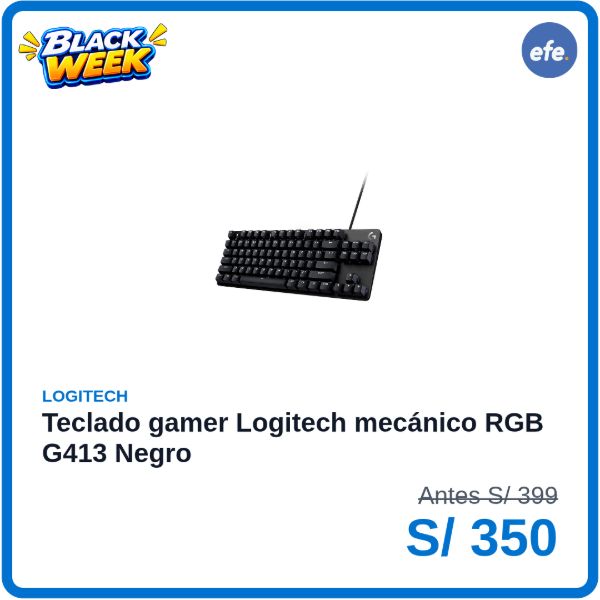 BLACK
WEEK
efe.
LOGITECH
Teclado gamer Logitech mecánico RGB
G413 Negro
Antes S/ 399
S/ 350